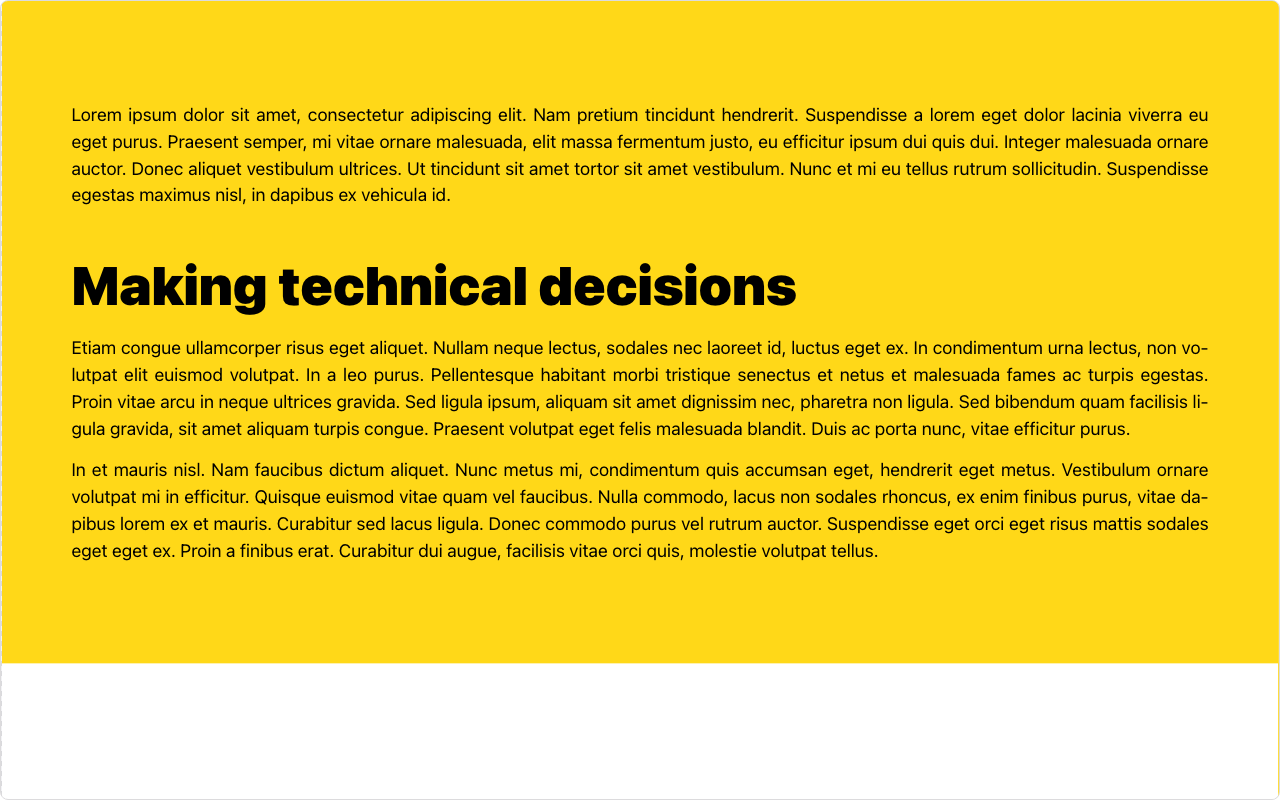 Lorem ipsum dolor sit amet, consectetur adipiscing elit. Nam pretium tincidunt hendrerit. Suspendisse a lorem eget dolor lacinia viverra eu
eget purus. Praesent semper, mi vitae ornare malesuada, elit massa fermentum justo, eu efficitur ipsum dui quis dui. Integer malesuada ornare
auctor. Donec aliquet vestibulum ultrices. Ut tincidunt sit amet tortor sit amet vestibulum. Nunc et mi eu tellus rutrum sollicitudin. Suspendisse
egestas maximus nisl, in dapibus ex vehicula id.
Making technical decisions
Etiam congue ullamcorper risus eget aliquet. Nullam neque lectus, sodales nec laoreet id, luctus eget ex. In condimentum urna lectus, non vo-
lutpat elit euismod volutpat. In a leo purus. Pellentesque habitant morbi tristique senectus et netus et malesuada fames ac turpis egestas.
Proin vitae arcu in neque ultrices gravida. Sed ligula ipsum, aliquam sit amet dignissim nec, pharetra non ligula. Sed bibendum quam facilisis li-
gula gravida, sit amet aliquam turpis congue. Praesent volutpat eget felis malesuada blandit. Duis ac porta nunc, vitae efficitur purus.
In et mauris nisl. Nam faucibus dictum aliquet. Nunc metus mi, condimentum quis accumsan eget, hendrerit eget metus. Vestibulum ornare
volutpat mi in efficitur. Quisque euismod vitae quam vel faucibus. Nulla commodo, lacus non sodales rhoncus, ex enim finibus purus, vitae da-
pibus lorem ex et mauris. Curabitur sed lacus ligula. Donec commodo purus vel rutrum auctor. Suspendisse eget orci eget risus mattis sodales
eget eget ex. Proin a finibus erat. Curabitur dui augue, facilisis vitae orci quis, molestie volutpat tellus.